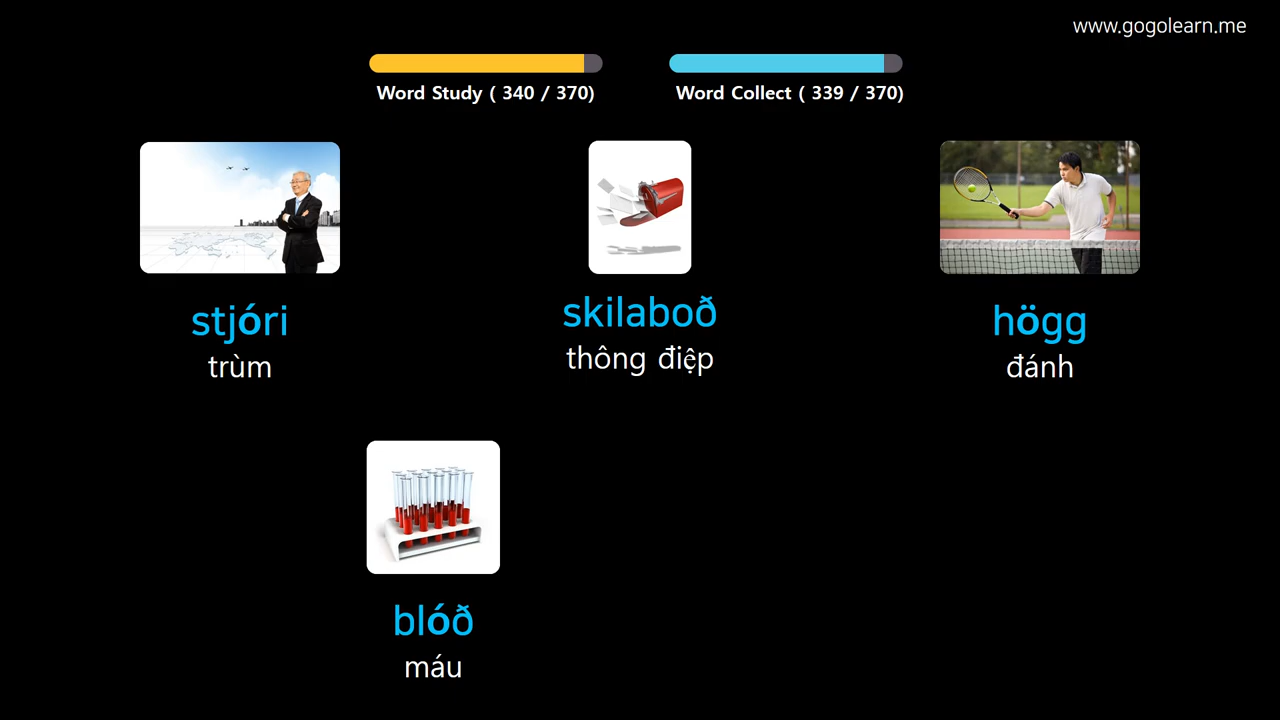 www.gogolearn.me
Word Study ( 340 / 370)
Word Collect ( 339 / 370)
stjóri
trùm
skilaboð
thông điệp
högg
đánh
blóð
máu